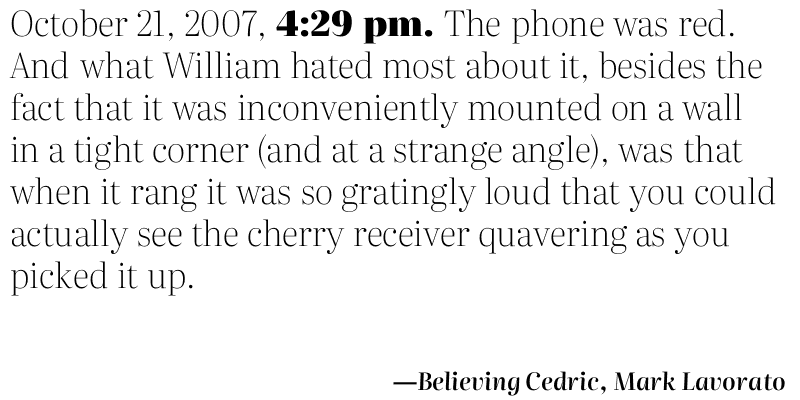 October 21, 2007, 4:29 pm. The phone was red.
And what William hated most about it, besides the
fact that it was inconveniently mounted on a wall
in a tight corner (and at a strange angle), was that
when it rang it was so gratingly loud that you could
actually see the cherry receiver quavering as you
picked it up.
—Believing Cedric, Mark Lavorato